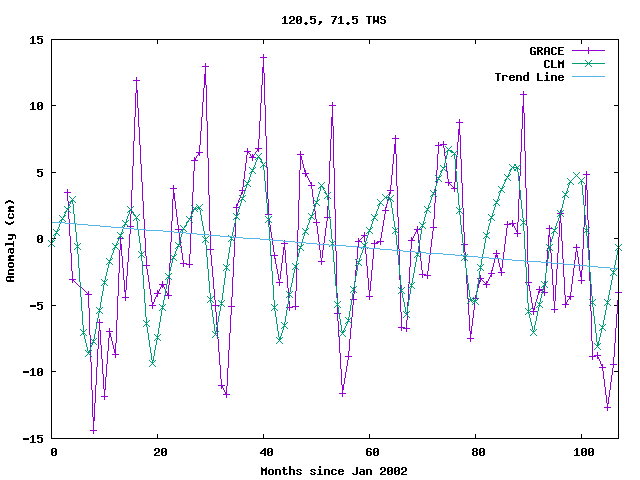 120.5, 71.5 TWS
GRACE
CLM
Trend Line
15
10
5
0
-5
-10
-15
Anomaly (cm)
0 20 40 60 80 100
Months since Jan 2002